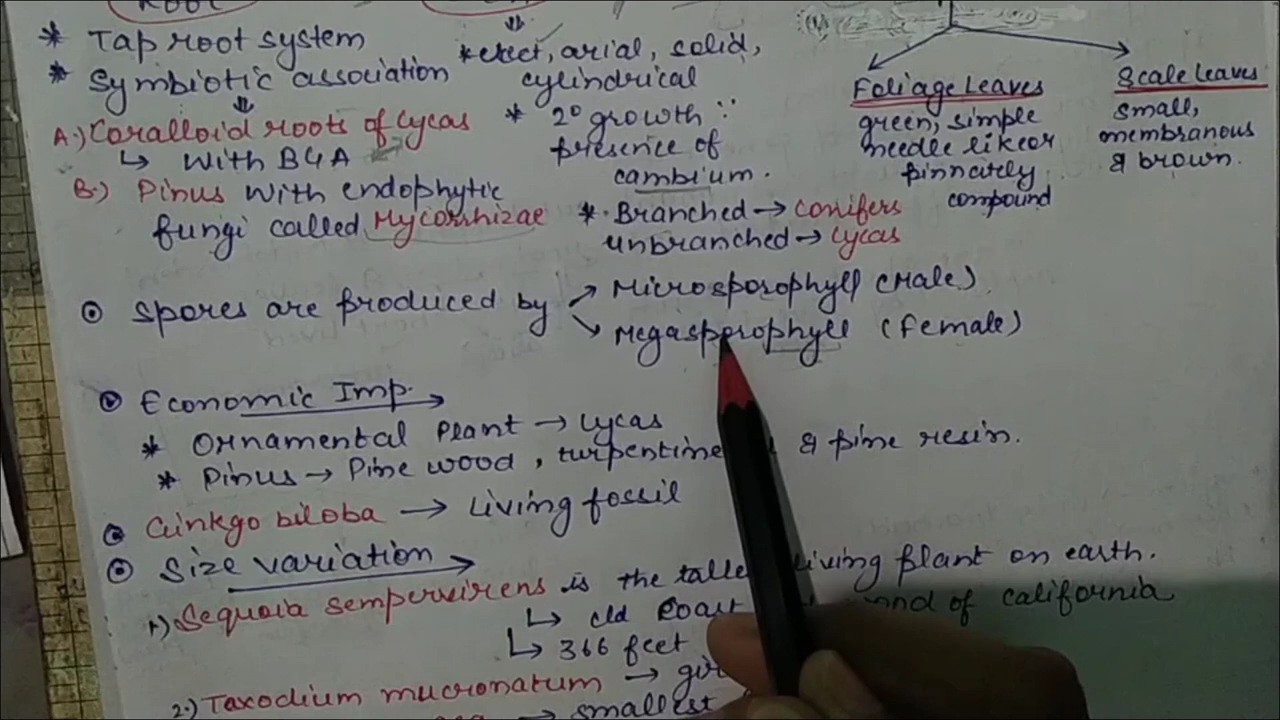 Root
* Tap root system
* Symbiotic association
A.) Coralloid roots of Cycas
↳ With BGA
B.) Pinus with endophytic
fungi called Mycorrhizae
* erect, arial, solid,
cylindrical
* 2° growth ∵
presence of
cambium.
* Branched → conifers
unbranched → Cycas
Foliage Leaves
green, simple
needle like or
pinnately
compound
Scale Leaves
small,
membranous
& brown.
⊙ Spores are produced by → Microsporophyll (Male)
→ Megasporophyll (female)
⊙ Economic Imp. →
* Ornamental Plant → Cycas
* Pinus → Pine wood, turpentine & pine resin.
⊙ Ginkgo biloba → Living fossil
⊙ Size variation →
1.) Sequoia sempervirens is the living plant on earth.
↳ of california
↳ 366 feet
2.) Taxodium mucronatum →
→ smallest